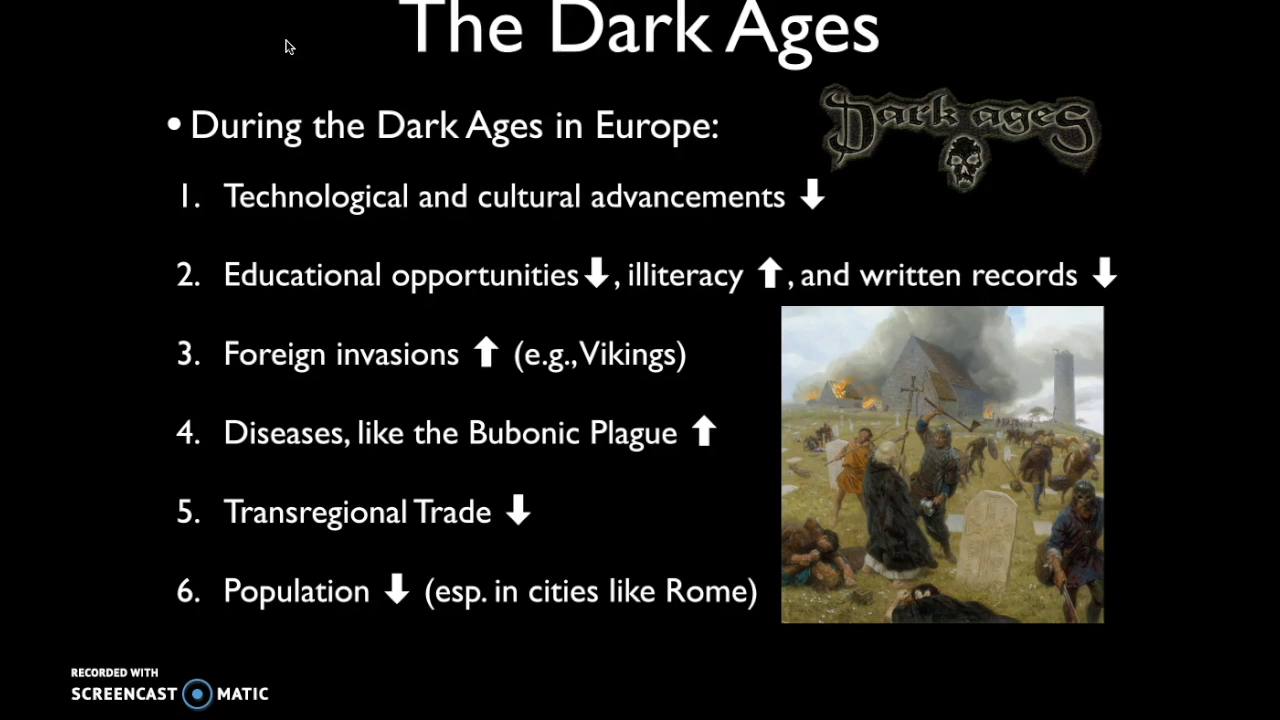 The Dark Ages
Dark ages
• During the Dark Ages in Europe:
1. Technological and cultural advancements ⬇
2. Educational opportunities⬇, illiteracy ⬆, and written records ⬇
3. Foreign invasions ⬆ (e.g., Vikings)
4. Diseases, like the Bubonic Plague ⬆
5. Transregional Trade ⬇
6. Population ⬇ (esp. in cities like Rome)
RECORDED WITH
SCREENCAST MATIC